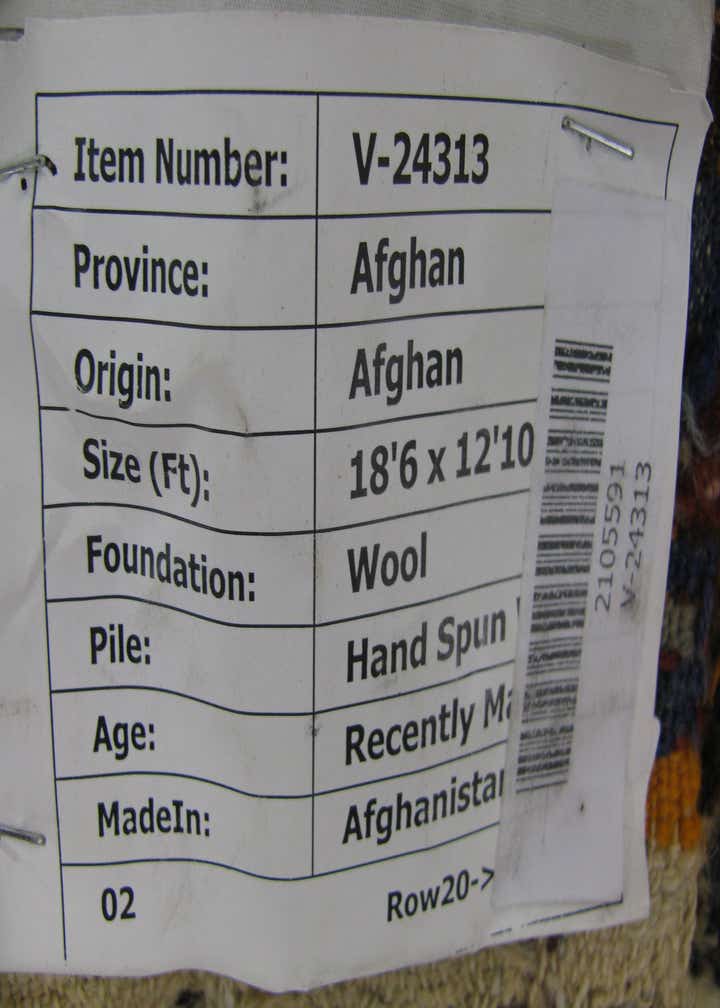 Item Number: V-24313
Province: Afghan
Origin: Afghan
Size (Ft): 18'6 x 12'10
Foundation: Wool
Pile: Hand Spun
Age: Recently
MadeIn:
02 Row20->
2105591
V-24313